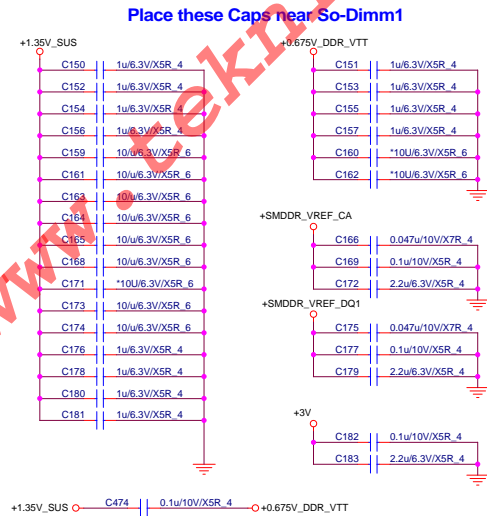 Place these Caps near So-Dimm1
+1.35V_SUS
C150 1u/6.3V/X5R_4
C152 1u/6.3V/X5R_4
C154 1u/6.3V/X5R_4
C156 1u/6.3V/X5R_4
C159 10/u/6.3V/X5R_6
C161 10/u/6.3V/X5R_6
C163 10/u/6.3V/X5R_6
C164 10/u/6.3V/X5R_6
C165 10/u/6.3V/X5R_6
C168 10/u/6.3V/X5R_6
C171 *10U/6.3V/X5R_6
C173 10/u/6.3V/X5R_6
C174 10/u/6.3V/X5R_6
C176 1u/6.3V/X5R_4
C178 1u/6.3V/X5R_4
C180 1u/6.3V/X5R_4
C181 1u/6.3V/X5R_4
+0.675V_DDR_VTT
C151 1u/6.3V/X5R_4
C153 1u/6.3V/X5R_4
C155 1u/6.3V/X5R_4
C157 1u/6.3V/X5R_4
C160 *10U/6.3V/X5R_6
C162 *10U/6.3V/X5R_6
+SMDDR_VREF_CA
C166 0.047u/10V/X7R_4
C169 0.1u/10V/X5R_4
C172 2.2u/6.3V/X5R_4
+SMDDR_VREF_DQ1
C175 0.047u/10V/X7R_4
C177 0.1u/10V/X5R_4
C179 2.2u/6.3V/X5R_4
+3V
C182 0.1u/10V/X5R_4
C183 2.2u/6.3V/X5R_4
+1.35V_SUS C474 0.1u/10V/X5R_4 +0.675V_DDR_VTT
www.tekni